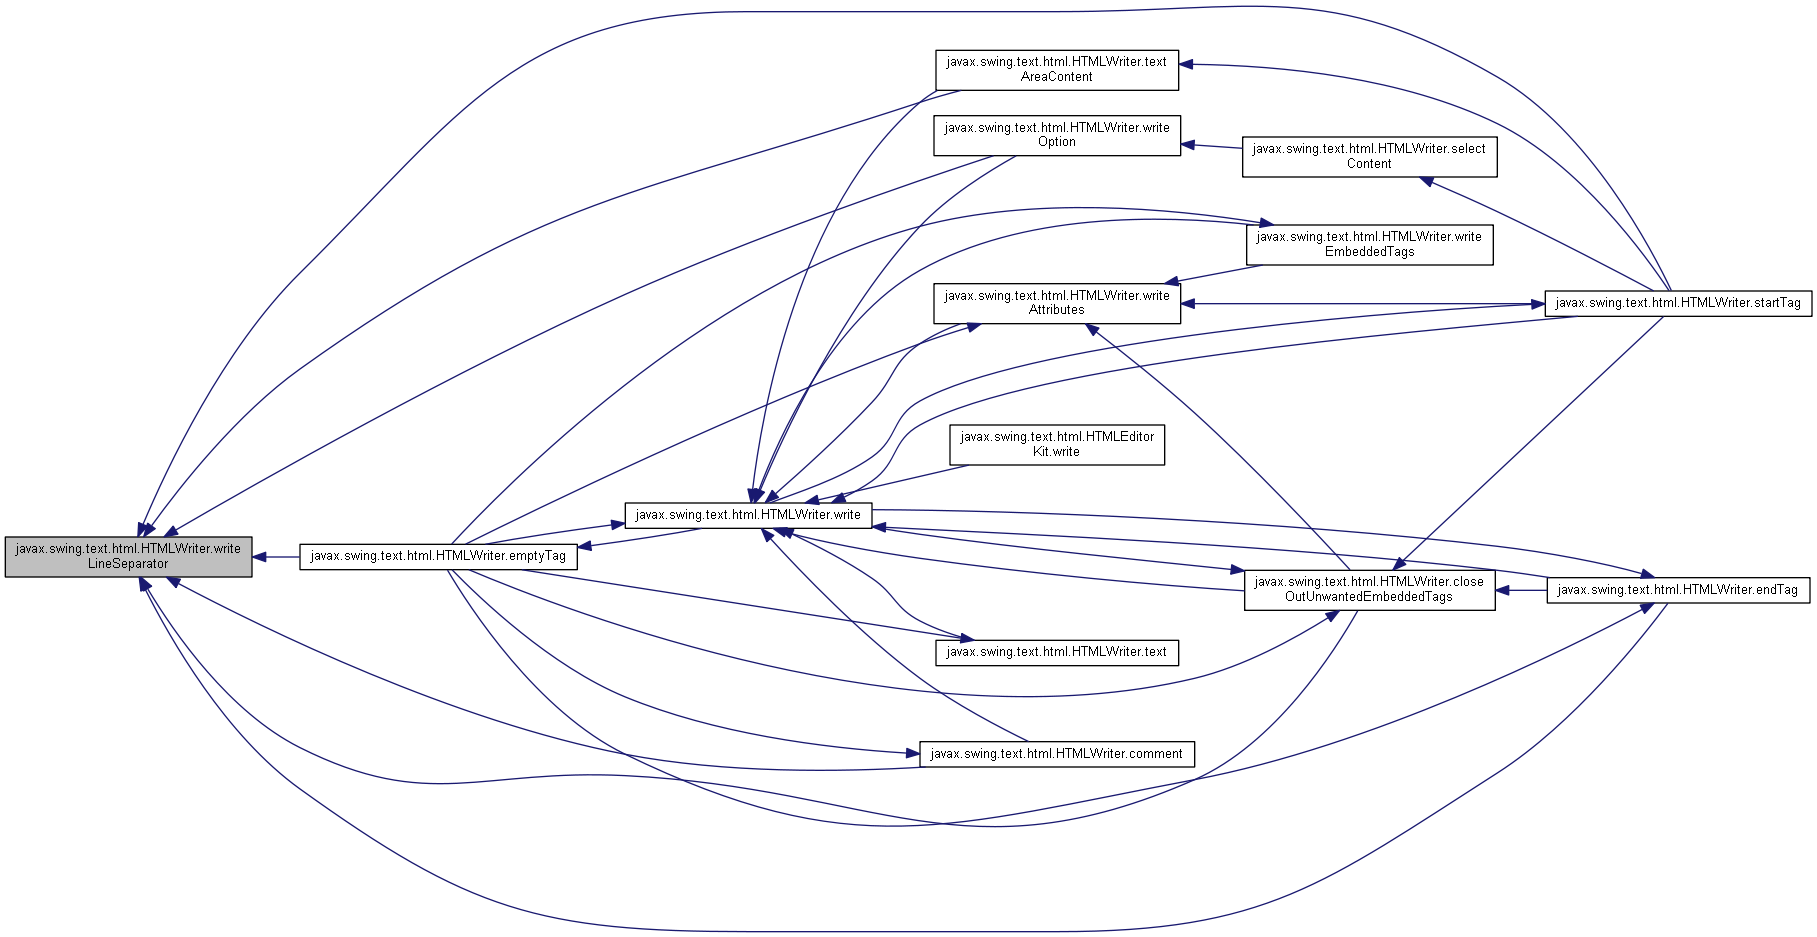 javax.swing.text.html.HTMLWriter.text
AreaContent
javax.swing.text.html.HTMLWriter.write
Option
javax.swing.text.html.HTMLWriter.select
Content
javax.swing.text.html.HTMLWriter.write
EmbeddedTags
javax.swing.text.html.HTMLWriter.write
Attributes
javax.swing.text.html.HTMLWriter.startTag
javax.swing.text.html.HTMLEditor
Kit.write
javax.swing.text.html.HTMLWriter.write
javax.swing.text.html.HTMLWriter.write
LineSeparator
javax.swing.text.html.HTMLWriter.emptyTag
javax.swing.text.html.HTMLWriter.close
OutUnwantedEmbeddedTags
javax.swing.text.html.HTMLWriter.endTag
javax.swing.text.html.HTMLWriter.text
javax.swing.text.html.HTMLWriter.comment